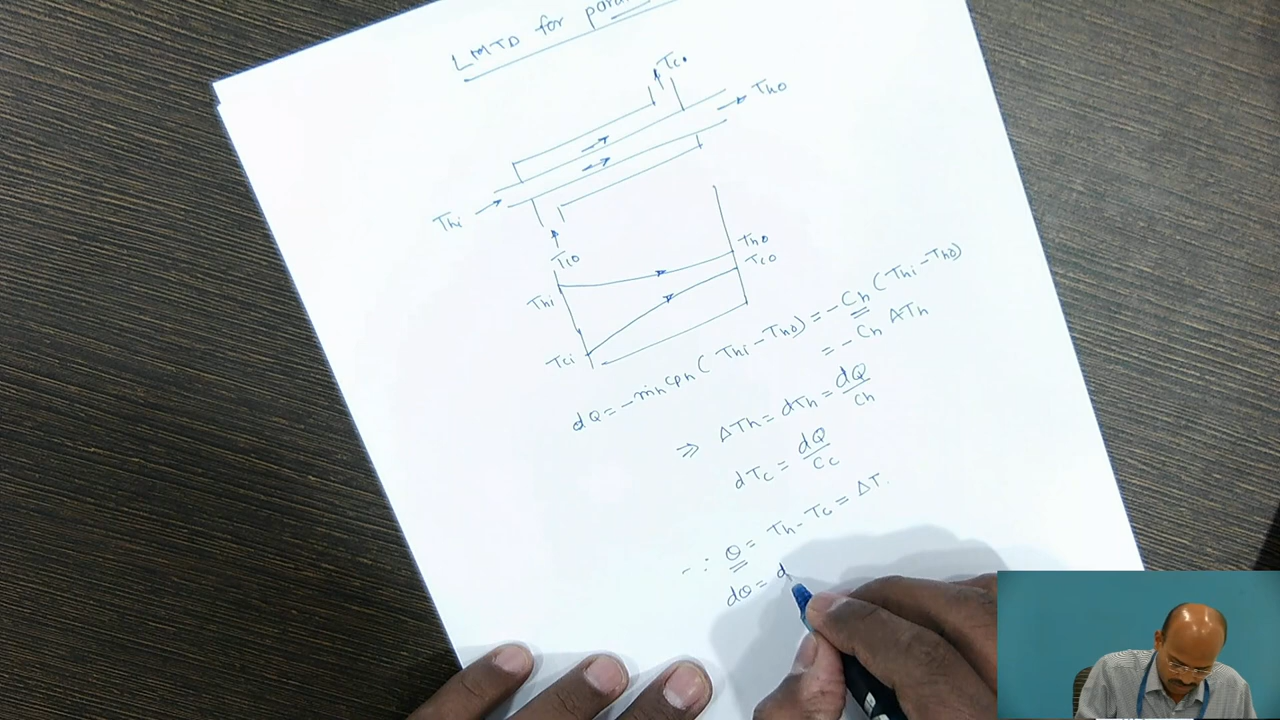 LMTD for para
Tco
Tho
Thi
Tco
Tho
Tco
Thi
Tci
dQ = -mh cph (Thi - Tho) = -Ch (Thi - Tho)
= -Ch ΔTh
⇒ ΔTh = dTh = dQ/Ch
dTc = dQ/Cc
∵ θ = Th - Tc = ΔT.
dθ = d